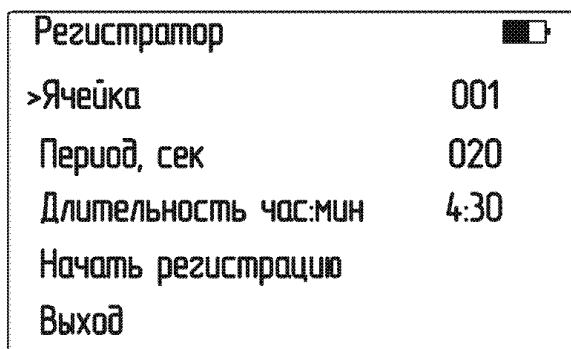 Регистратор
>Ячейка 001
Период, сек 020
Длительность час:мин 4:30
Начать регистрацию
Выход